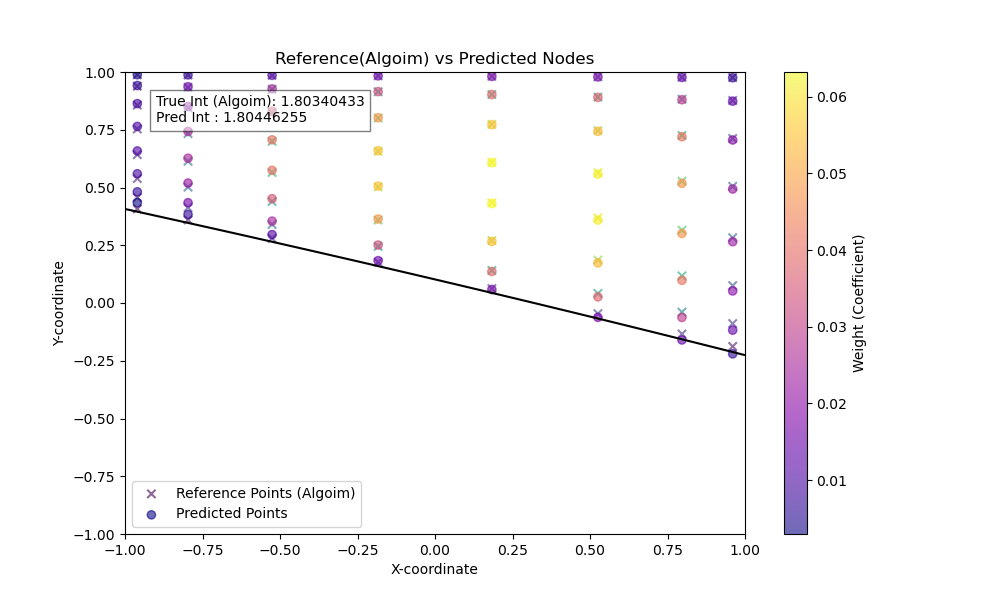 Reference(Algoim) vs Predicted Nodes
True Int (Algoim): 1.80340433
Pred Int : 1.80446255
1.00
0.75
0.50
0.25
0.00
−0.25
−0.50
−0.75
−1.00
Y-coordinate
Reference Points (Algoim)
Predicted Points
−1.00 −0.75 −0.50 −0.25 0.00 0.25 0.50 0.75 1.00
X-coordinate
0.06
0.05
0.04
0.03
0.02
0.01
Weight (Coefficient)